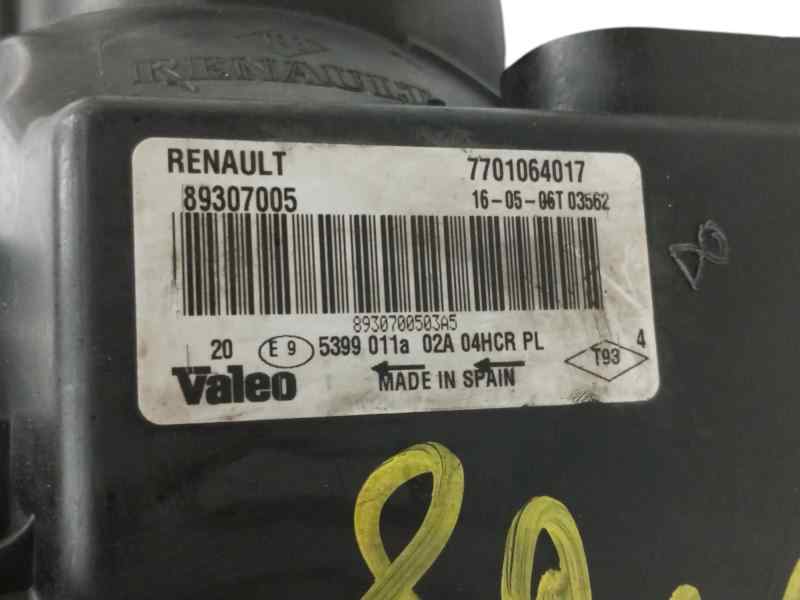 RENAULT
RENAULT 7701064017
89307005 16-05-06T 03562
8930700503A5
20 E 9 5399 011a 02A 04HCR PL T93 4
Valeo MADE IN SPAIN